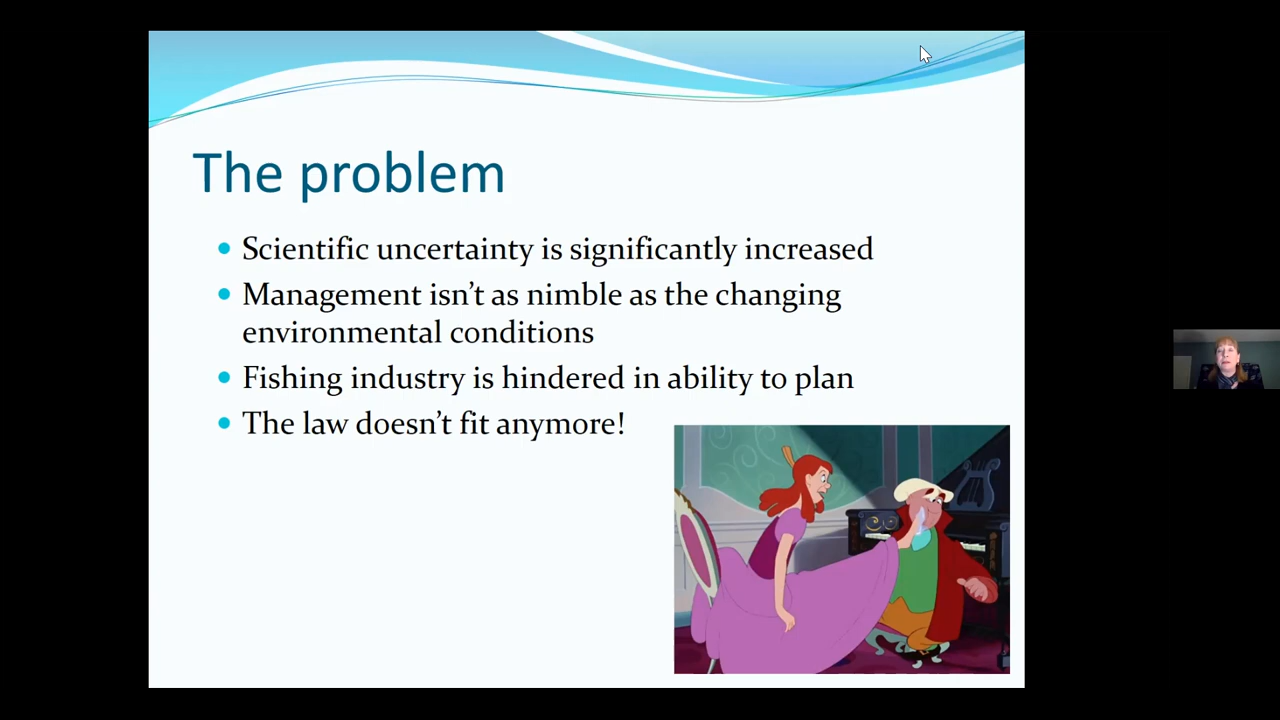 The problem
Scientific uncertainty is significantly increased
Management isn't as nimble as the changing
environmental conditions
Fishing industry is hindered in ability to plan
The law doesn't fit anymore!